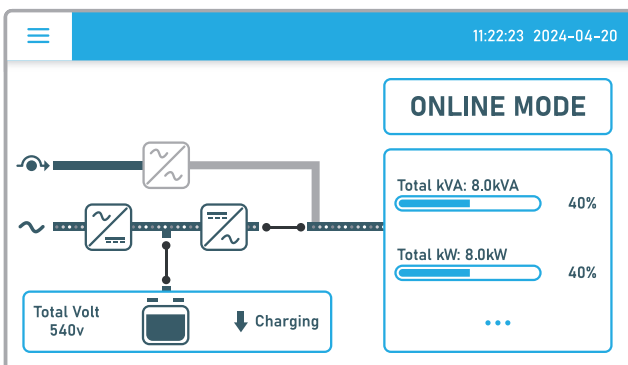 11:22:23 2024-04-20
ONLINE MODE
Total kVA: 8.0kVA
40%
Total kW: 8.0kW
40%
Total Volt
540v
Charging